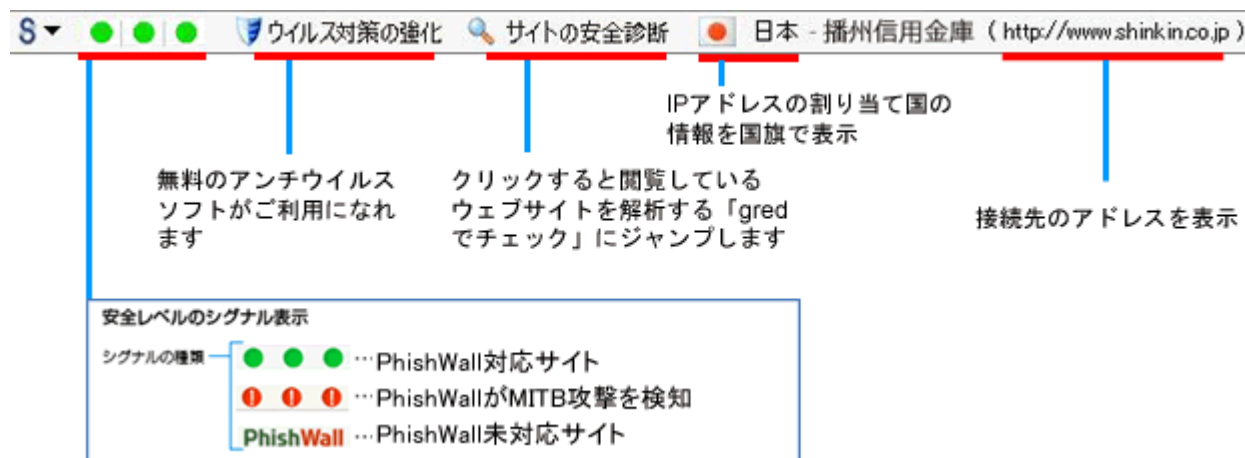 S▼ ウイルス対策の強化 サイトの安全診断 日本 - 播州信用金庫 ( http://www.shinkin.co.jp )
IPアドレスの割り当て国の
情報を国旗で表示
無料のアンチウイルス
ソフトがご利用になれ
ます
クリックすると閲覧している
ウェブサイトを解析する「gred
でチェック」にジャンプします
接続先のアドレスを表示
安全レベルのシグナル表示
シグナルの種類
…PhishWall対応サイト
…PhishWallがMITB攻撃を検知
PhishWall …PhishWall未対応サイト